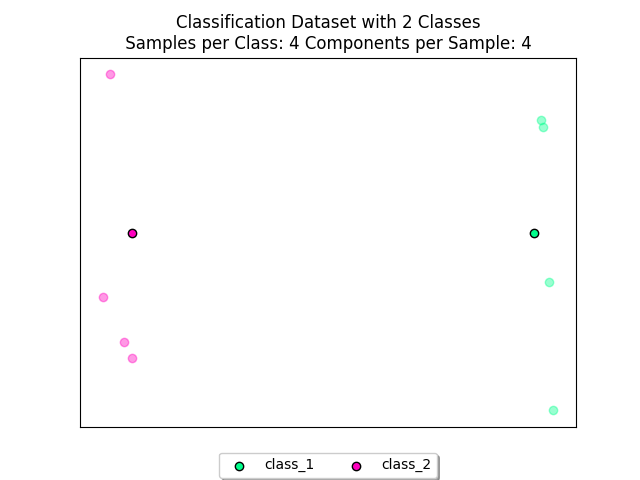 Classification Dataset with 2 Classes
Samples per Class: 4 Components per Sample: 4
class_1 class_2